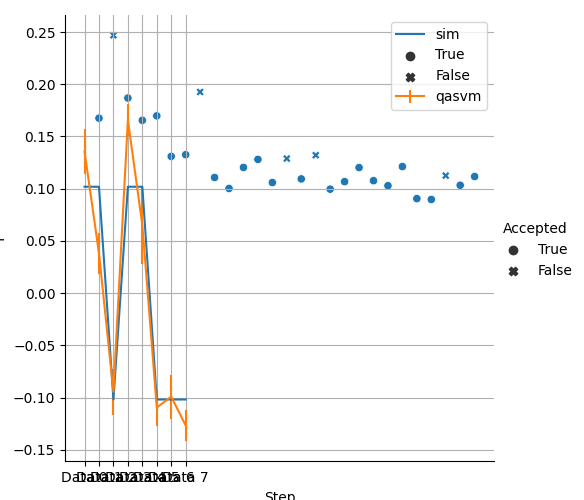 0.25
0.20
0.15
0.10
0.05
0.00
−0.05
−0.10
−0.15
sim
True
False
qasvm
Accepted
True
False
Step